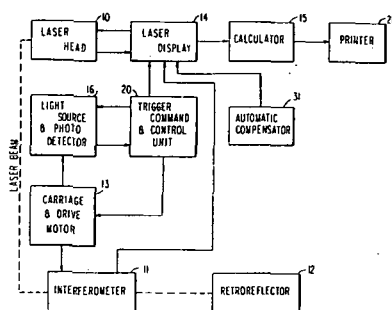 10
LASER
HEAD
14
LASER
DISPLAY
15
CALCULATOR
2
PRINTER
16
LIGHT
SOURCE
& PHOTO
DETECTOR
20
TRIGGER
COMMAND
& CONTROL
UNIT
31
AUTOMATIC
COMPENSATOR
LASER BEAM
13
CARRIAGE
& DRIVE
MOTOR
11
INTERFEROMETER
12
RETROREFLECTOR